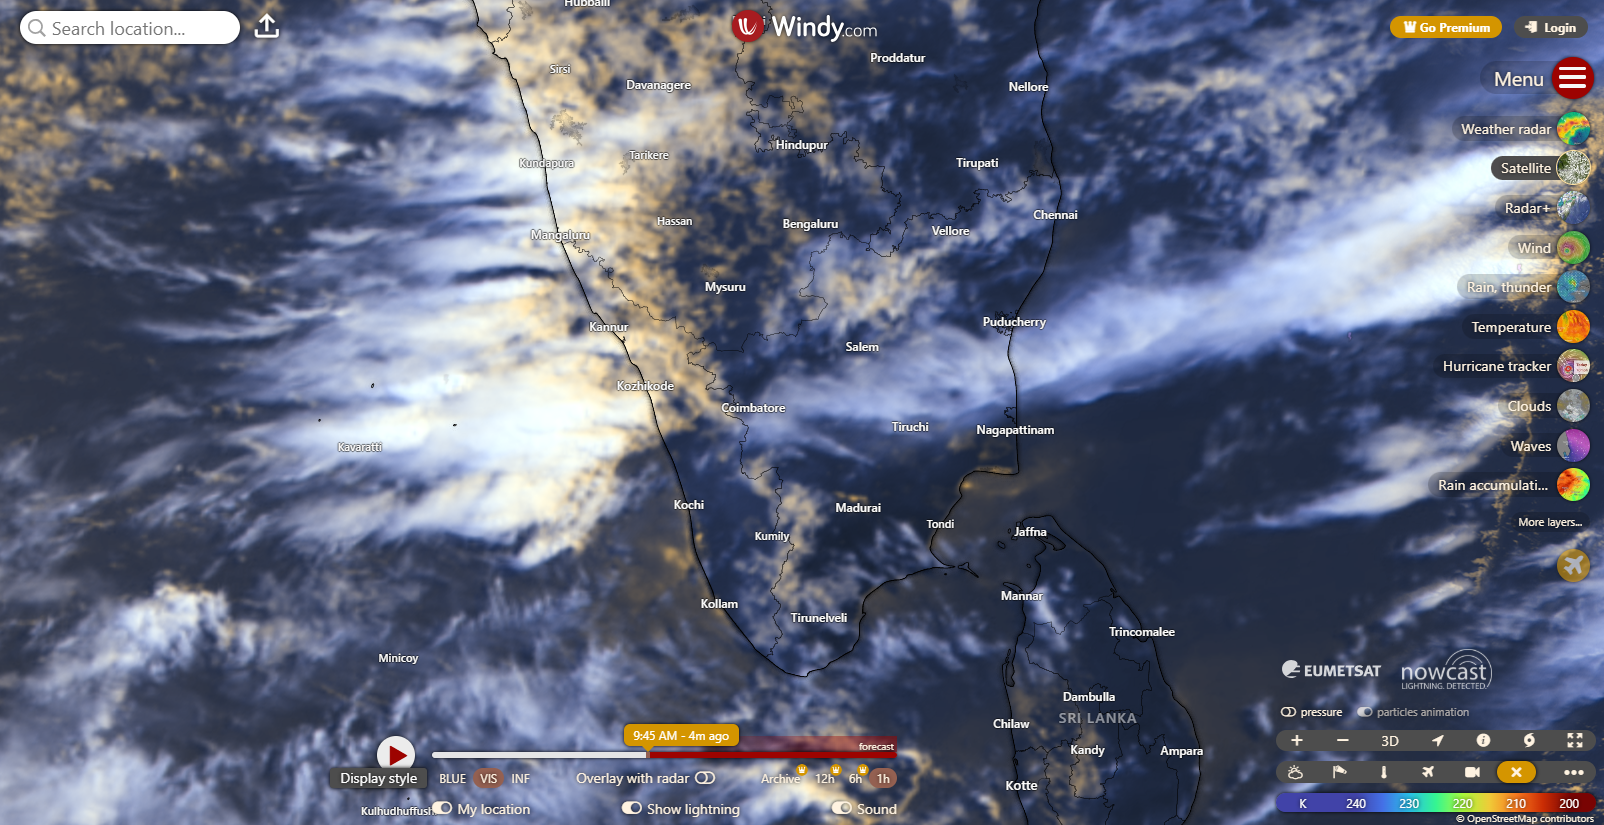 Hubballi
Search location...
Windy.com
Go Premium
Login
Proddatur
Sirsi
Davanagere
Nellore
Menu
Weather radar
Hindupur
Kundapura
Tarikere
Tirupati
Satellite
Radar+
Hassan
Bengaluru
Vellore
Chennai
Mangaluru
Wind
Mysuru
Rain, thunder
Kannur
Puducherry
Temperature
Salem
Hurricane tracker
Kozhikode
Coimbatore
Clouds
Tiruchi
Nagapattinam
Kavaratti
Waves
Rain accumulati...
Kochi
Madurai
Tondi
More layers...
Kumily
Jaffna
Mannar
Kollam
Tirunelveli
Trincomalee
Minicoy
EUMETSAT
nowcast
LIGHTNING. DETECTED.
Dambulla
pressure
particles animation
Chilaw
SRI LANKA
9:45 AM - 4m ago
forecast
3D
Kandy
Ampara
Display style
BLUE
VIS
INF
Overlay with radar
Archive
12h
6h
1h
Kotte
Kulhudhuffush
My location
Show lightning
Sound
K 240 230 220 210 200
© OpenStreetMap contributors